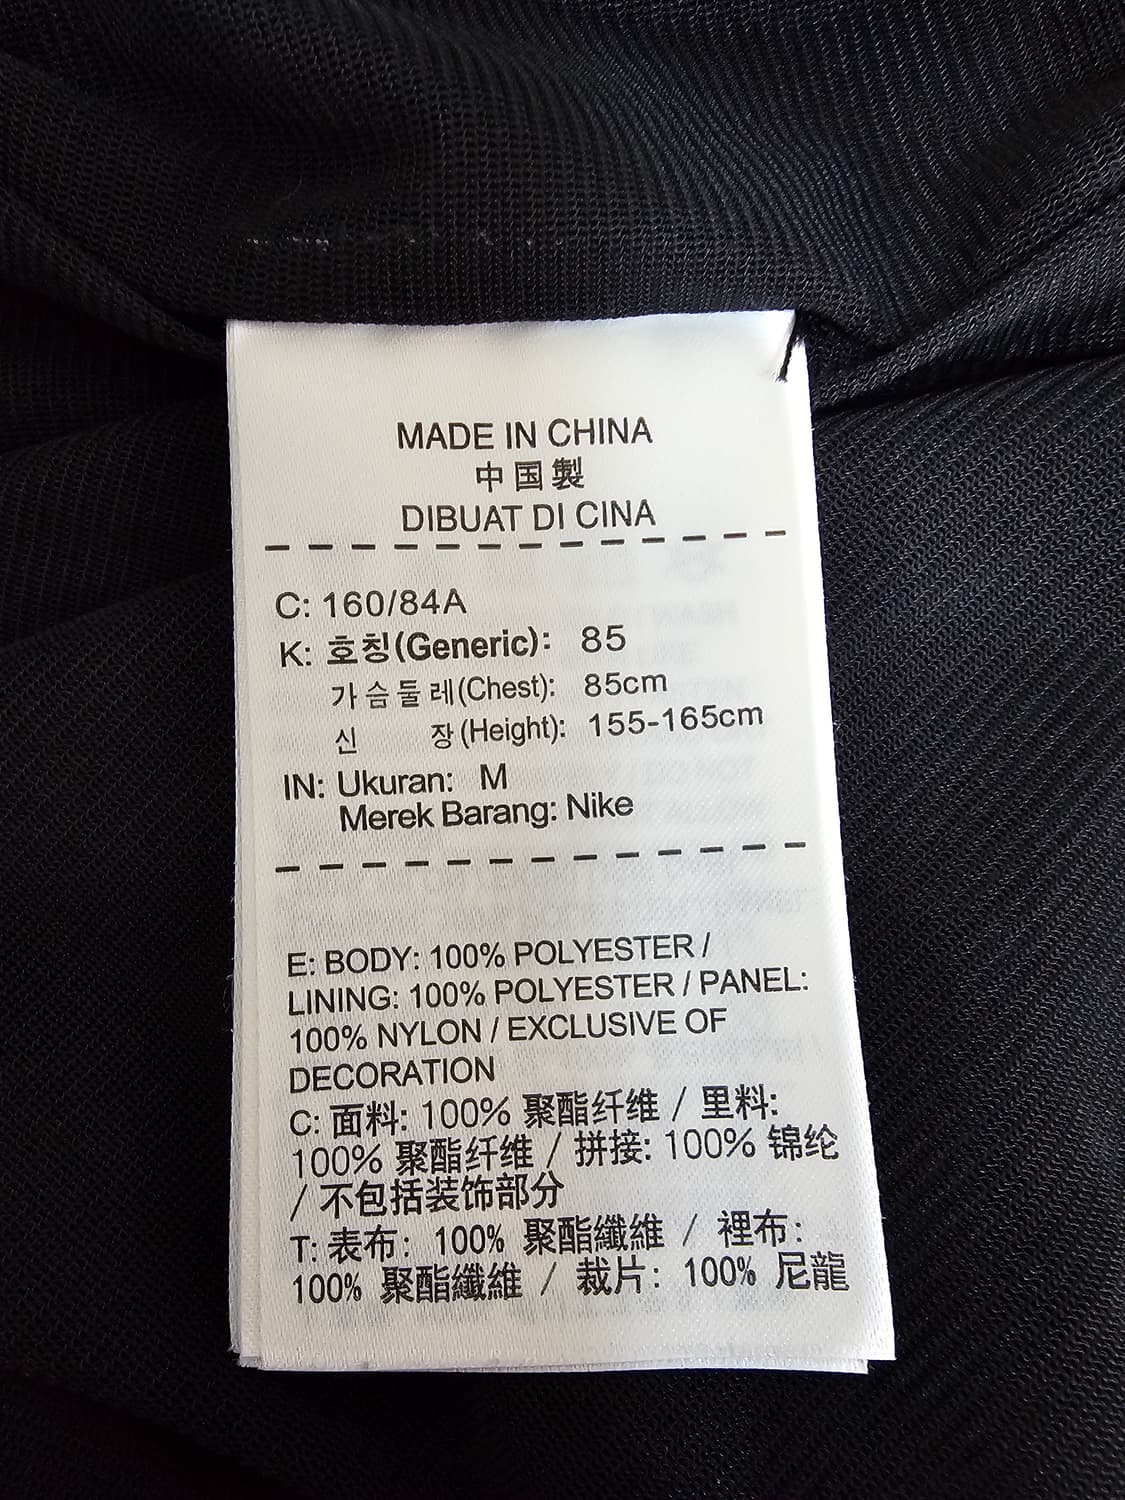 MADE IN CHINA
中国製
DIBUAT DI CINA
C: 160/84A
K: 호칭(Generic): 85
가슴둘레(Chest): 85cm
신 장(Height): 155-165cm
IN: Ukuran: M
Merek Barang: Nike
E: BODY: 100% POLYESTER /
LINING: 100% POLYESTER / PANEL:
100% NYLON / EXCLUSIVE OF
DECORATION
C: 面料: 100% 聚酯纤维 / 里料:
100% 聚酯纤维 / 拼接: 100% 锦纶
/ 不包括装饰部分
T: 表布: 100% 聚酯纖維 / 裡布:
100% 聚酯纖維 / 裁片: 100% 尼龍